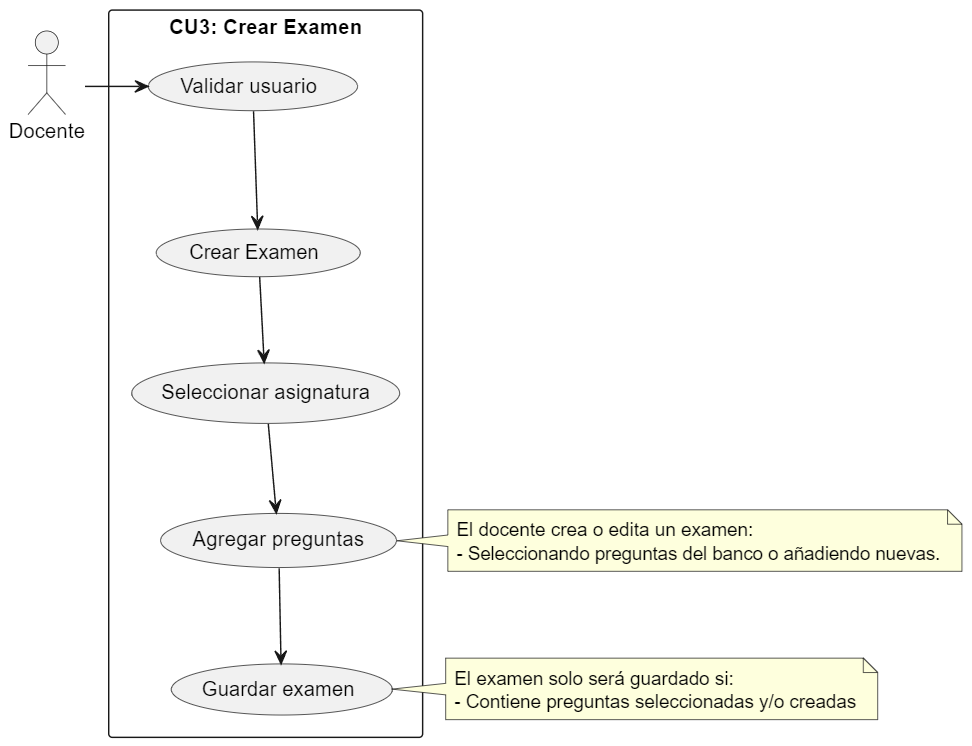 CU3: Crear Examen
Docente
Validar usuario
Crear Examen
Seleccionar asignatura
Agregar preguntas
El docente crea o edita un examen:
- Seleccionando preguntas del banco o añadiendo nuevas.
Guardar examen
El examen solo será guardado si:
- Contiene preguntas seleccionadas y/o creadas